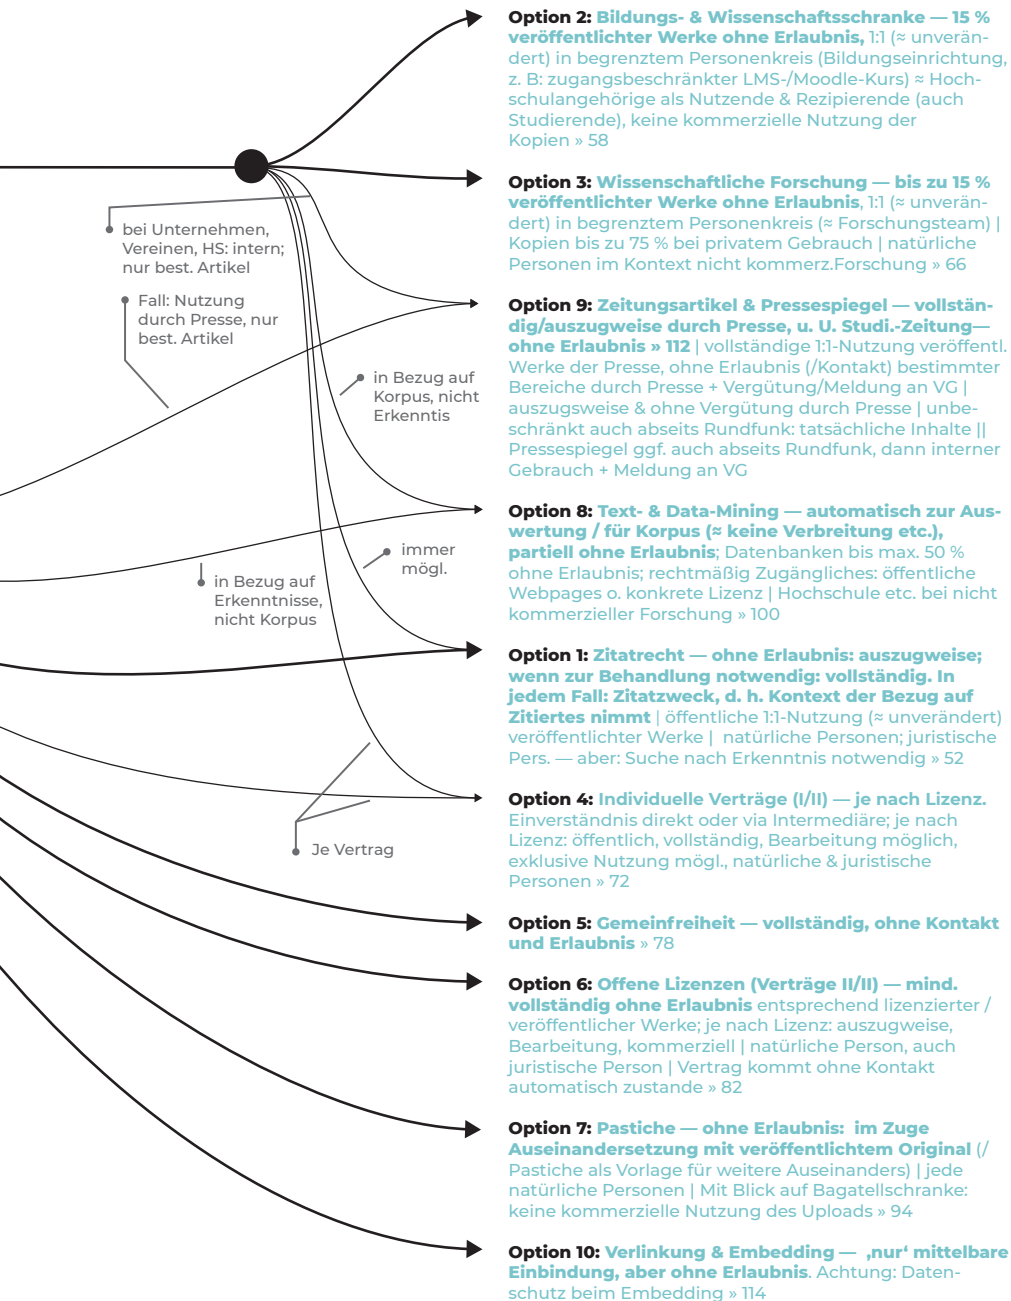 Option 2: Bildungs- & Wissenschaftsschranke — 15 %
veröffentlichter Werke ohne Erlaubnis, 1:1 (≈ unverän-
dert) in begrenztem Personenkreis (Bildungseinrichtung,
z. B: zugangsbeschränkter LMS-/Moodle-Kurs) ≈ Hoch-
schulangehörige als Nutzende & Rezipierende (auch
Studierende), keine kommerzielle Nutzung der
Kopien » 58
Option 3: Wissenschaftliche Forschung — bis zu 15 %
veröffentlichter Werke ohne Erlaubnis, 1:1 (≈ unverän-
dert) in begrenztem Personenkreis (≈ Forschungsteam) |
Kopien bis zu 75 % bei privatem Gebrauch | natürliche
Personen im Kontext nicht kommerz.Forschung » 66
bei Unternehmen,
Vereinen, HS: intern;
nur best. Artikel
Fall: Nutzung
durch Presse, nur
best. Artikel
Option 9: Zeitungsartikel & Pressespiegel — vollstän-
dig/auszugweise durch Presse, u. U. Studi.-Zeitung—
ohne Erlaubnis » 112 | vollständige 1:1-Nutzung veröffentl.
Werke der Presse, ohne Erlaubnis (/Kontakt) bestimmter
Bereiche durch Presse + Vergütung/Meldung an VG |
auszugsweise & ohne Vergütung durch Presse | unbe-
schränkt auch abseits Rundfunk: tatsächliche Inhalte ||
Pressespiegel ggf. auch abseits Rundfunk, dann interner
Gebrauch + Meldung an VG
in Bezug auf
Korpus, nicht
Erkenntis
Option 8: Text- & Data-Mining — automatisch zur Aus-
wertung / für Korpus (≈ keine Verbreitung etc.),
partiell ohne Erlaubnis; Datenbanken bis max. 50 %
ohne Erlaubnis; rechtmäßig Zugängliches: öffentliche
Webpages o. konkrete Lizenz | Hochschule etc. bei nicht
kommerzieller Forschung » 100
immer
mögl.
in Bezug auf
Erkenntnisse,
nicht Korpus
Option 1: Zitatrecht — ohne Erlaubnis: auszugweise;
wenn zur Behandlung notwendig: vollständig. In
jedem Fall: Zitatzweck, d. h. Kontext der Bezug auf
Zitiertes nimmt | öffentliche 1:1-Nutzung (≈ unverändert)
veröffentlichter Werke | natürliche Personen; juristische
Pers. — aber: Suche nach Erkenntnis notwendig » 52
Option 4: Individuelle Verträge (I/II) — je nach Lizenz.
Einverständnis direkt oder via Intermediäre; je nach
Lizenz: öffentlich, vollständig, Bearbeitung möglich,
exklusive Nutzung mögl., natürliche & juristische
Personen » 72
Je Vertrag
Option 5: Gemeinfreiheit — vollständig, ohne Kontakt
und Erlaubnis » 78
Option 6: Offene Lizenzen (Verträge II/II) — mind.
vollständig ohne Erlaubnis entsprechend lizenzierter /
veröffentlicher Werke; je nach Lizenz: auszugweise,
Bearbeitung, kommerziell | natürliche Person, auch
juristische Person | Vertrag kommt ohne Kontakt
automatisch zustande » 82
Option 7: Pastiche — ohne Erlaubnis: im Zuge
Auseinandersetzung mit veröffentlichtem Original (/
Pastiche als Vorlage für weitere Auseinanders) | jede
natürliche Personen | Mit Blick auf Bagatellschranke:
keine kommerzielle Nutzung des Uploads » 94
Option 10: Verlinkung & Embedding — ‚nur‘ mittelbare
Einbindung, aber ohne Erlaubnis. Achtung: Daten-
schutz beim Embedding » 114